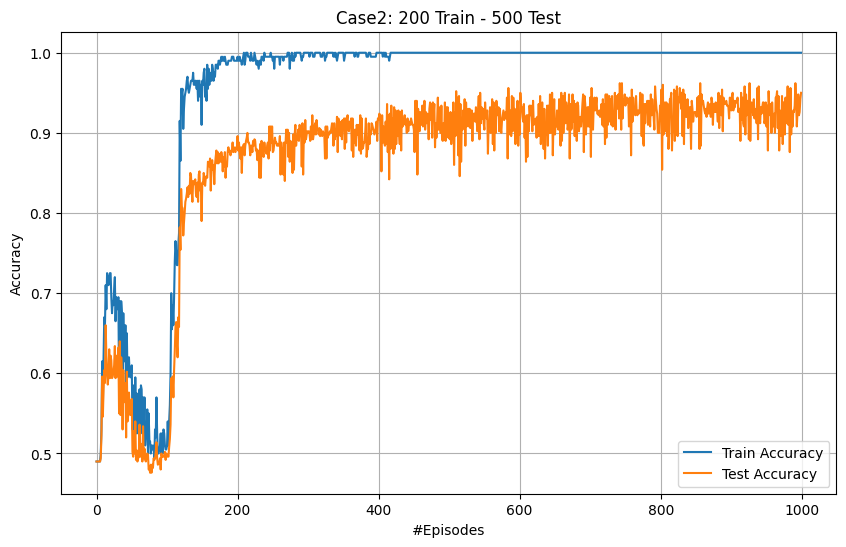 Case2: 200 Train - 500 Test
Accuracy
1.0
0.9
0.8
0.7
0.6
0.5
0
200
400
600
800
1000
#Episodes
Train Accuracy
Test Accuracy